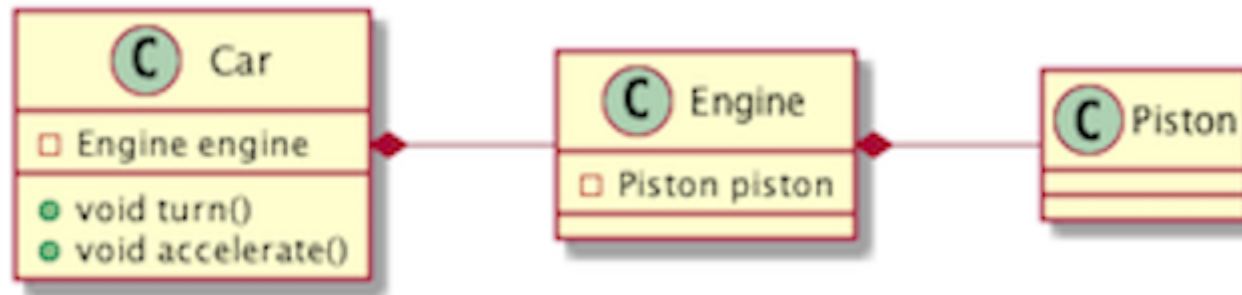 C Car
Engine engine
void turn()
void accelerate()
C Engine
Piston piston
C Piston